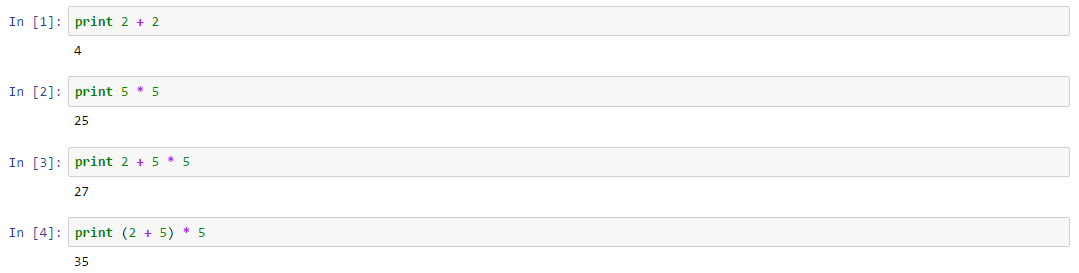 In [1]: print 2 + 2
4
In [2]: print 5 * 5
25
In [3]: print 2 + 5 * 5
27
In [4]: print (2 + 5) * 5
35